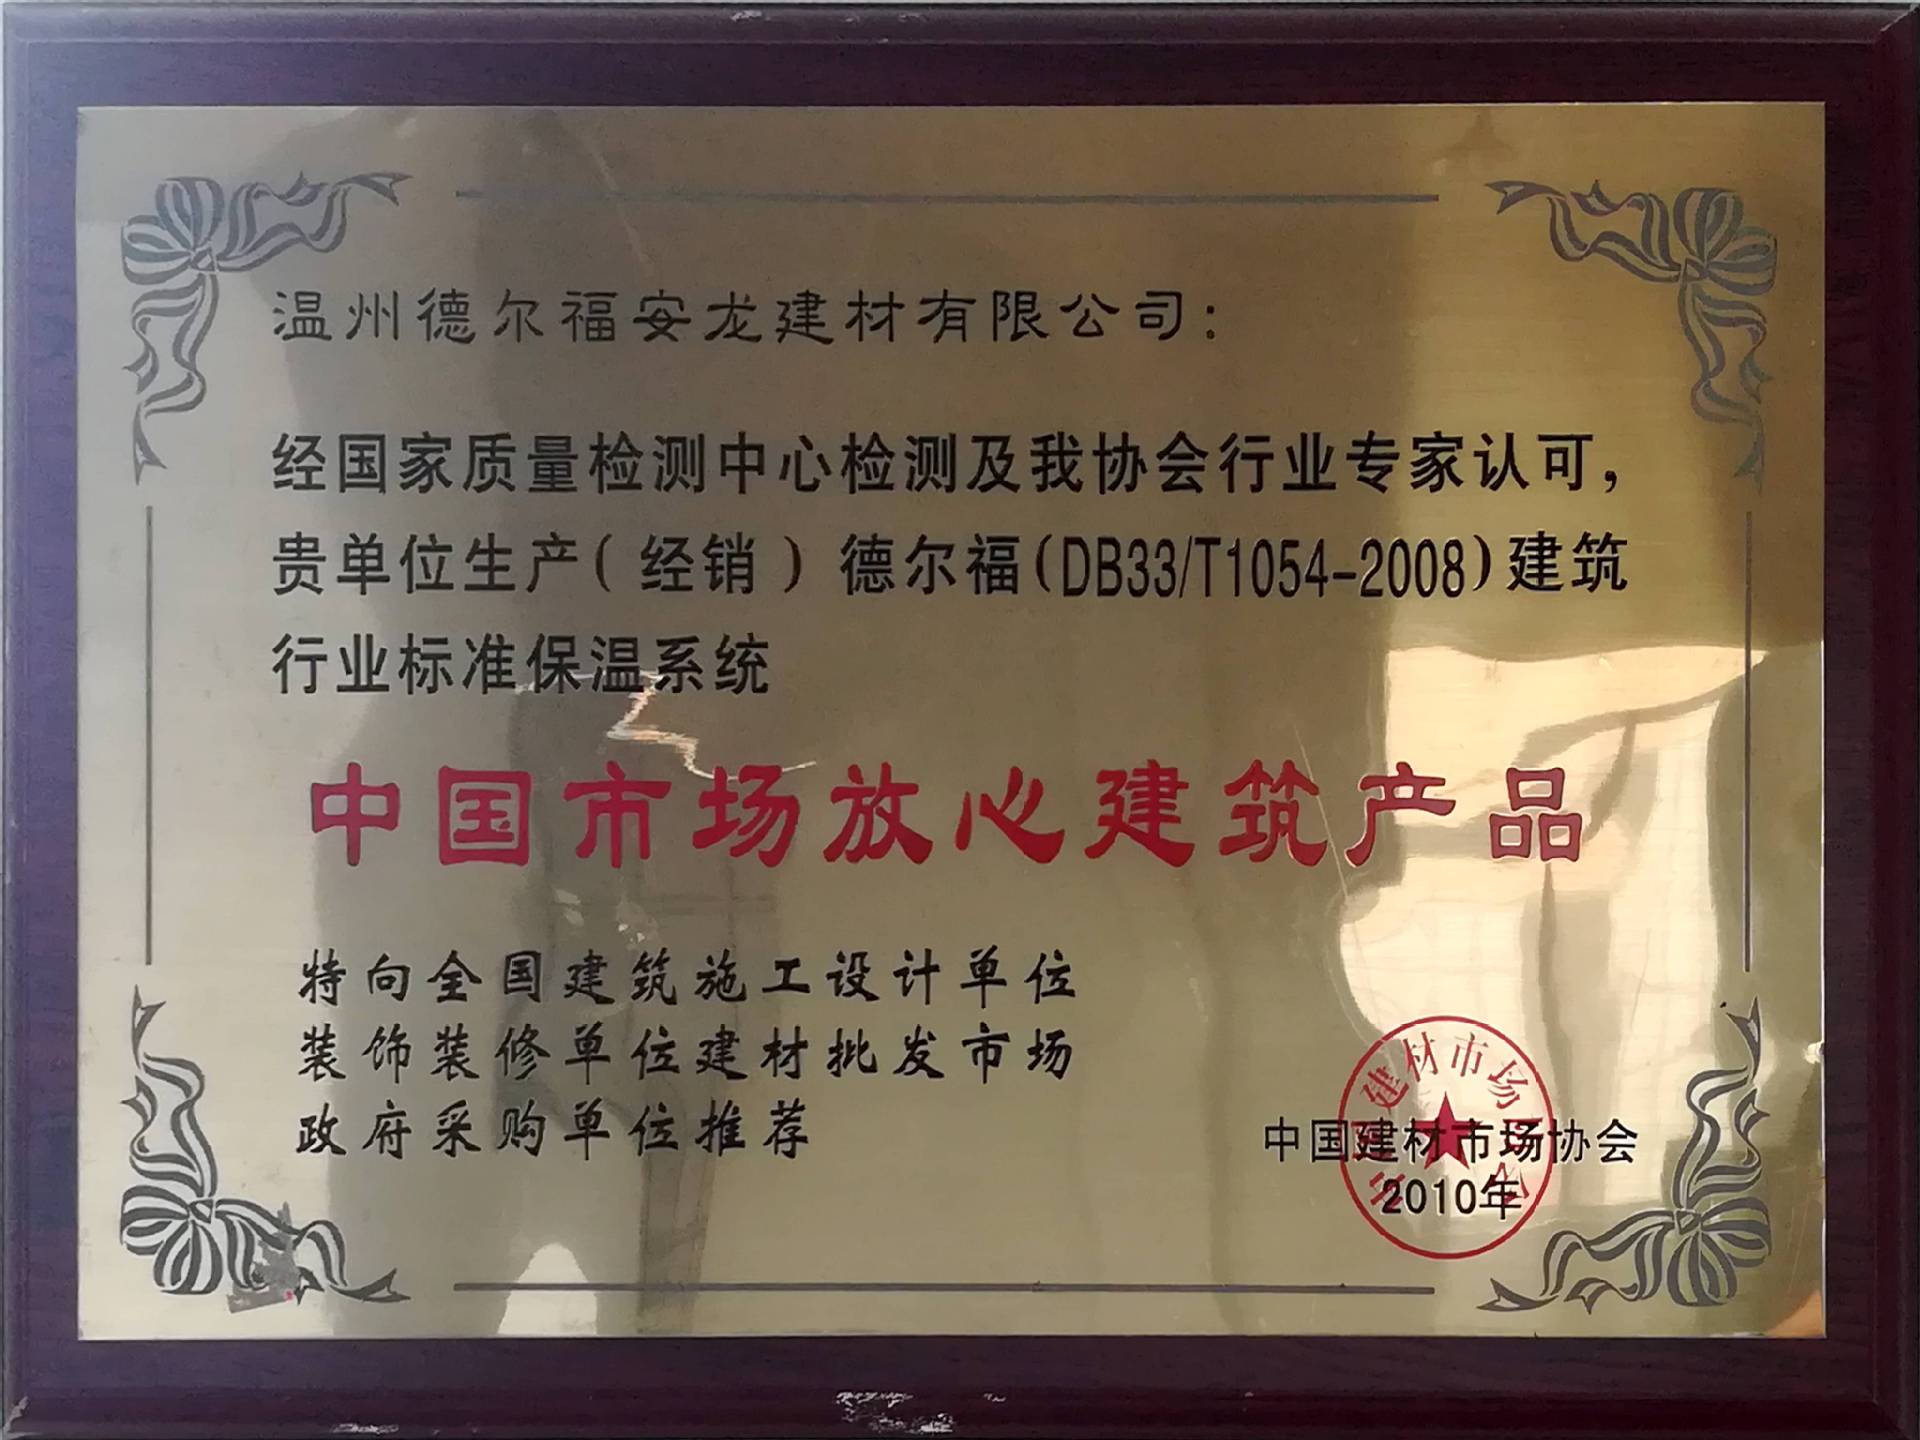 温州德尔福安龙建材有限公司：
经国家质量检测中心检测及我协会行业专家认可，
贵单位生产（经销）德尔福(DB33/T1054-2008)建筑
行业标准保温系统
中国市场放心建筑产品
特向全国建筑施工设计单位
装饰装修单位建材批发市场
政府采购单位推荐
建材市场
中国建材市场协会
2010年